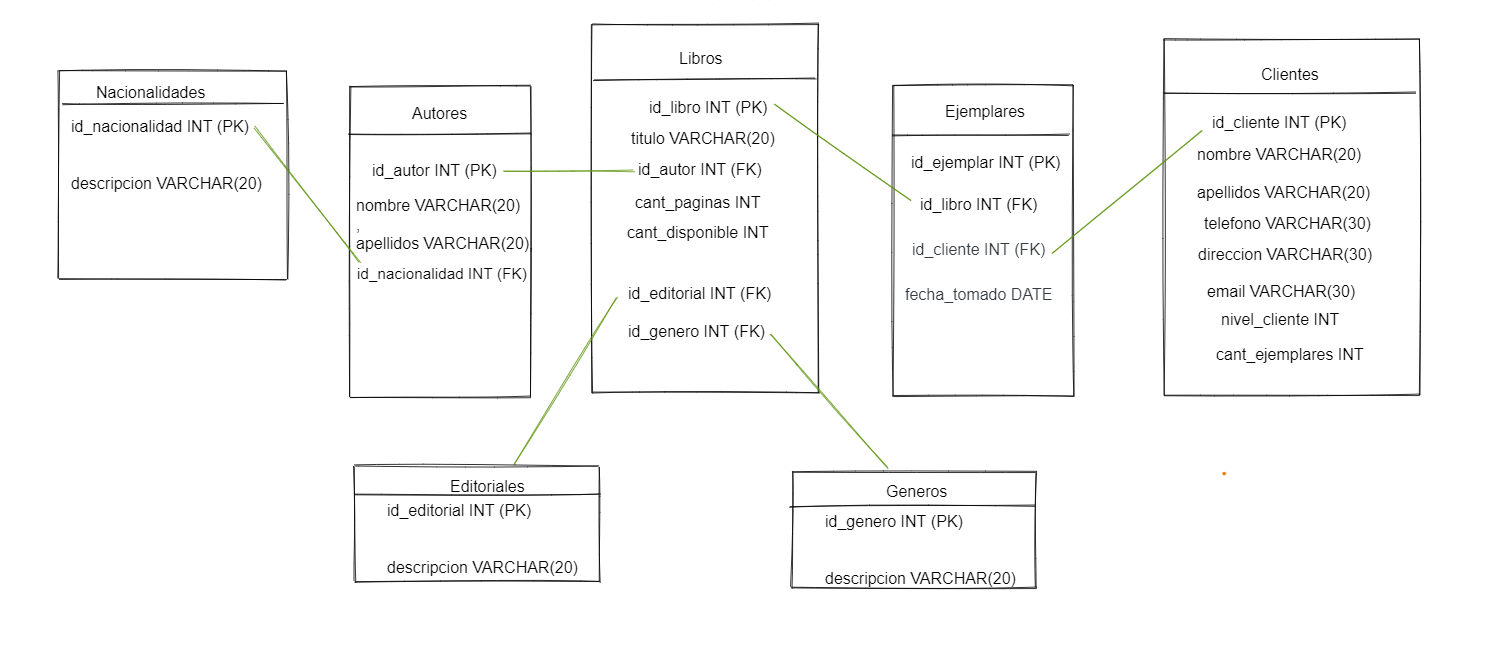 Nacionalidades
id_nacionalidad INT (PK)
descripcion VARCHAR(20)
Autores
id_autor INT (PK)
nombre VARCHAR(20)
,
apellidos VARCHAR(20)
id_nacionalidad INT (FK)
Libros
id_libro INT (PK)
titulo VARCHAR(20)
id_autor INT (FK)
cant_paginas INT
cant_disponible INT
id_editorial INT (FK)
id_genero INT (FK)
Ejemplares
id_ejemplar INT (PK)
id_libro INT (FK)
id_cliente INT (FK)
fecha_tomado DATE
Clientes
id_cliente INT (PK)
nombre VARCHAR(20)
apellidos VARCHAR(20)
telefono VARCHAR(30)
direccion VARCHAR(30)
email VARCHAR(30)
nivel_cliente INT
cant_ejemplares INT
Editoriales
id_editorial INT (PK)
descripcion VARCHAR(20)
Generos
id_genero INT (PK)
descripcion VARCHAR(20)